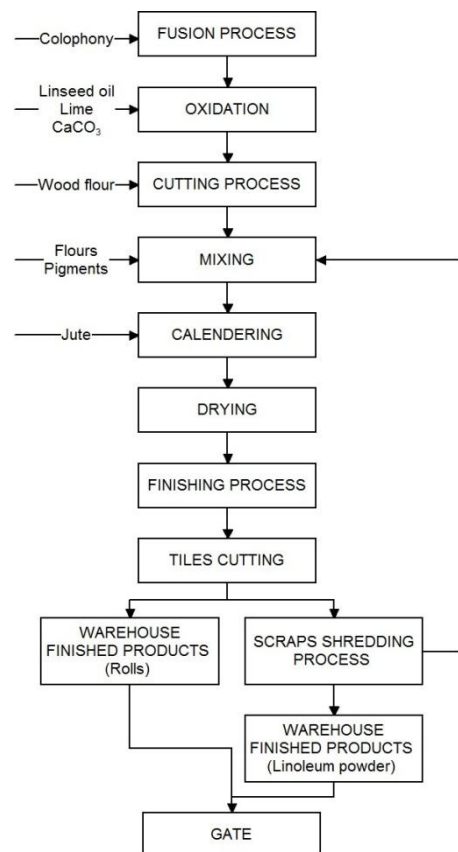 FUSION PROCESS
Colophony
Linseed oil
Lime
CaCO₃
OXIDATION
Wood flour
CUTTING PROCESS
Flours
Pigments
MIXING
Jute
CALENDERING
DRYING
FINISHING PROCESS
TILES CUTTING
WAREHOUSE
FINISHED PRODUCTS
(Rolls)
SCRAPS SHREDDING
PROCESS
WAREHOUSE
FINISHED PRODUCTS
(Linoleum powder)
GATE